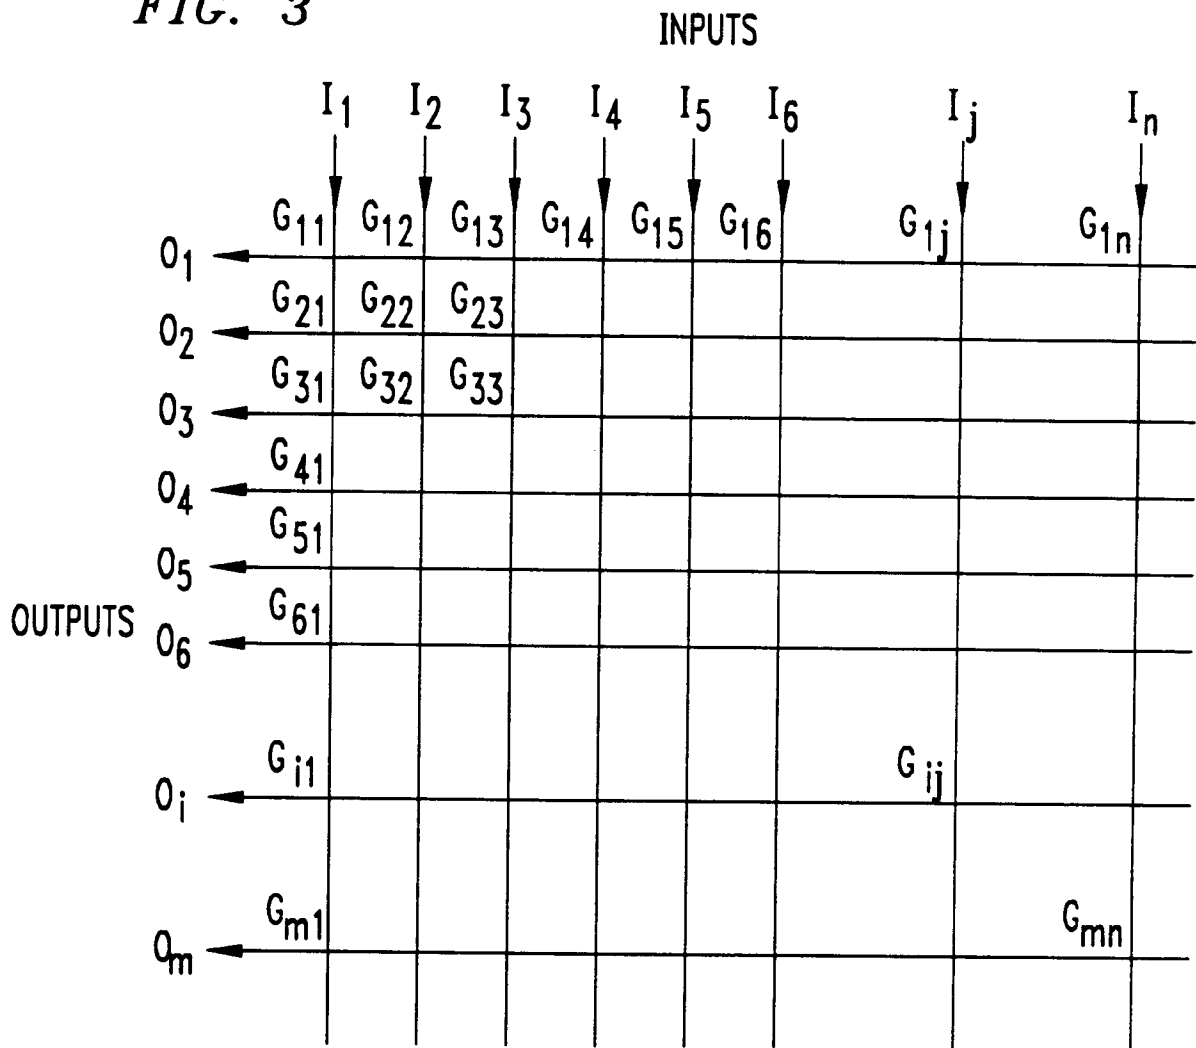 FIG. 3
INPUTS
I1 I2 I3 I4 I5 I6 Ij In
G11 G12 G13 G14 G15 G16 G1j G1n
O1
G21 G22 G23
O2
G31 G32 G33
O3
G41
O4
G51
O5
G61
OUTPUTS O6
Gi1 Gij
Oi
Gm1 Gmn
Om